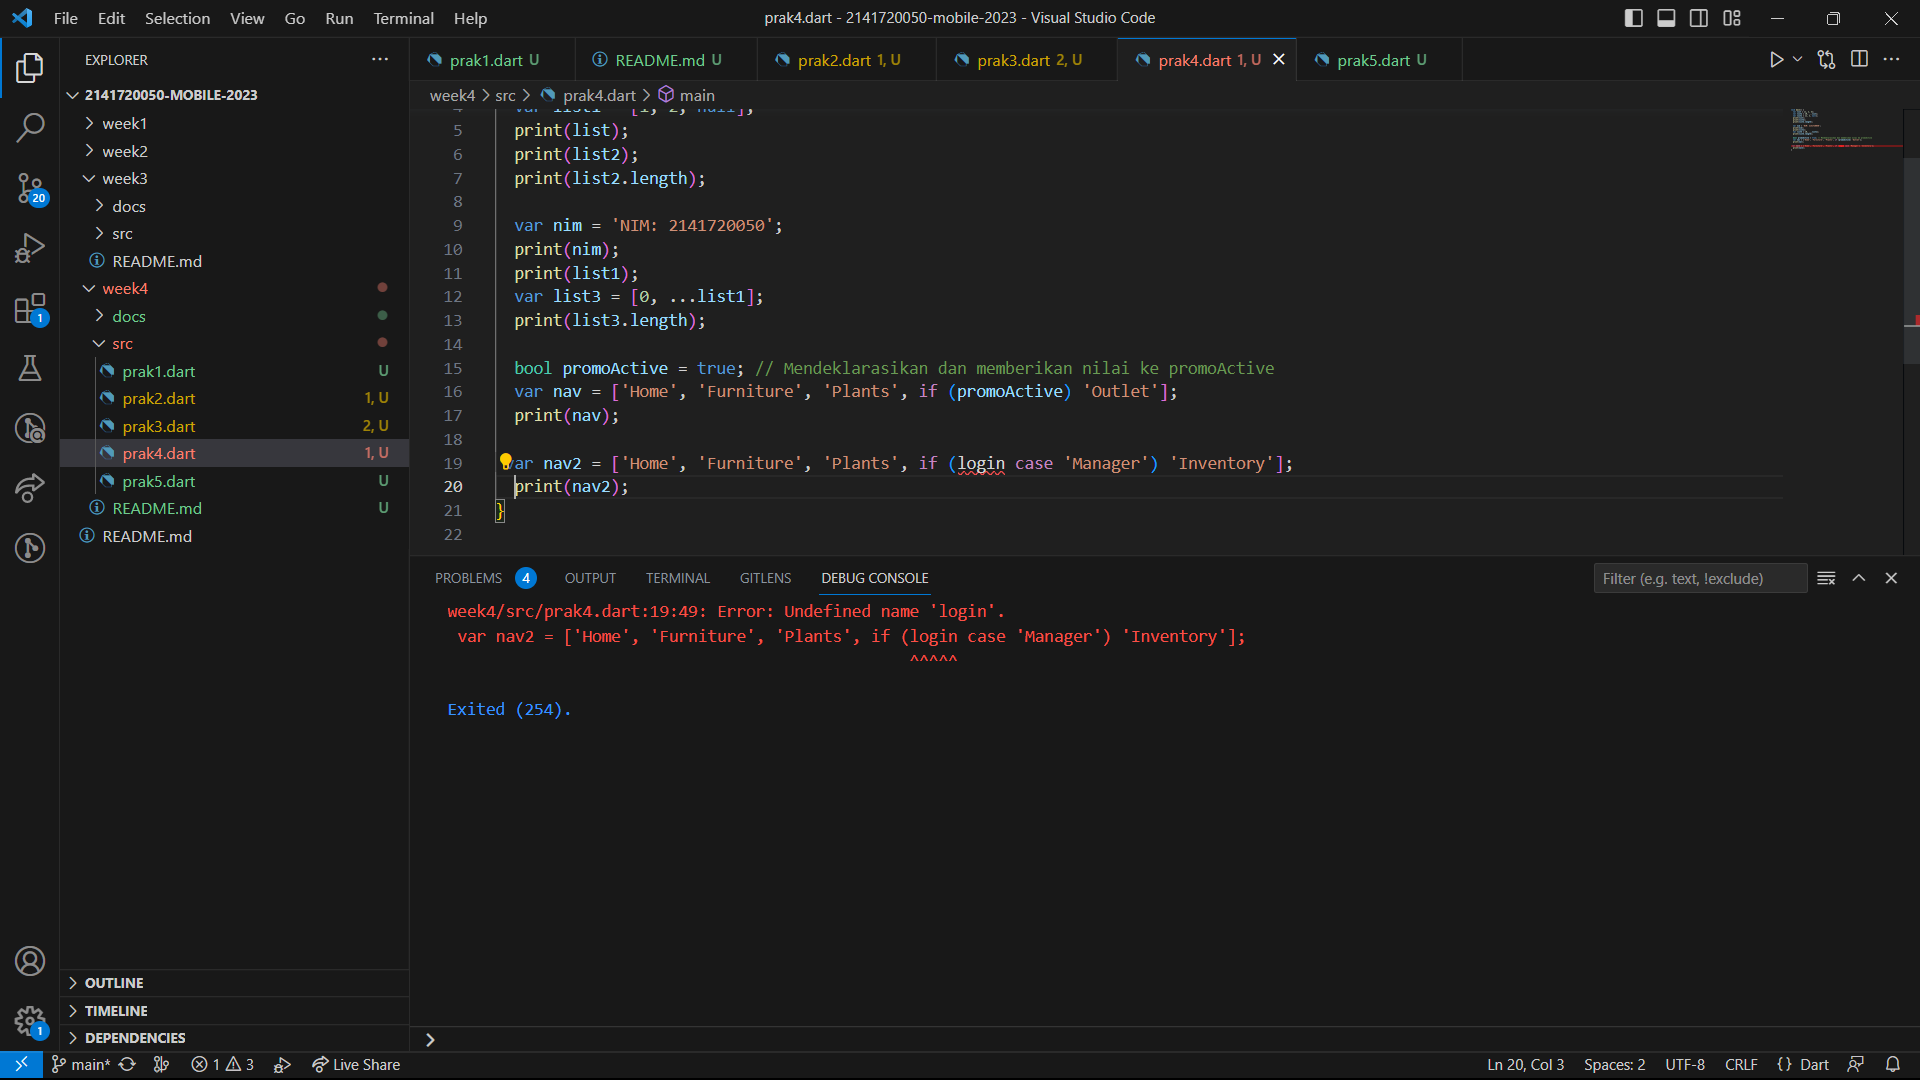 File Edit Selection View Go Run Terminal Help
prak4.dart - 2141720050-mobile-2023 - Visual Studio Code
EXPLORER
2141720050-MOBILE-2023
week1
week2
week3
docs
src
README.md
week4
docs
src
prak1.dart U
prak2.dart 1, U
prak3.dart 2, U
prak4.dart 1, U
prak5.dart U
README.md U
README.md
OUTLINE
TIMELINE
DEPENDENCIES
20
1
1
prak1.dart U README.md U prak2.dart 1, U prak3.dart 2, U prak4.dart 1, U prak5.dart U
week4 > src > prak4.dart > main
4 var list1 = [1, 2, null];
5 print(list);
6 print(list2);
7 print(list2.length);
8
9 var nim = 'NIM: 2141720050';
10 print(nim);
11 print(list1);
12 var list3 = [0, ...list1];
13 print(list3.length);
14
15 bool promoActive = true; // Mendeklarasikan dan memberikan nilai ke promoActive
16 var nav = ['Home', 'Furniture', 'Plants', if (promoActive) 'Outlet'];
17 print(nav);
18
19 var nav2 = ['Home', 'Furniture', 'Plants', if (login case 'Manager') 'Inventory'];
20 print(nav2);
21 }
22
PROBLEMS 4 OUTPUT TERMINAL GITLENS DEBUG CONSOLE Filter (e.g. text, !exclude)
week4/src/prak4.dart:19:49: Error: Undefined name 'login'.
var nav2 = ['Home', 'Furniture', 'Plants', if (login case 'Manager') 'Inventory'];
^^^^^
Exited (254).
>
main* 1 3 Live Share Ln 20, Col 3 Spaces: 2 UTF-8 CRLF {} Dart